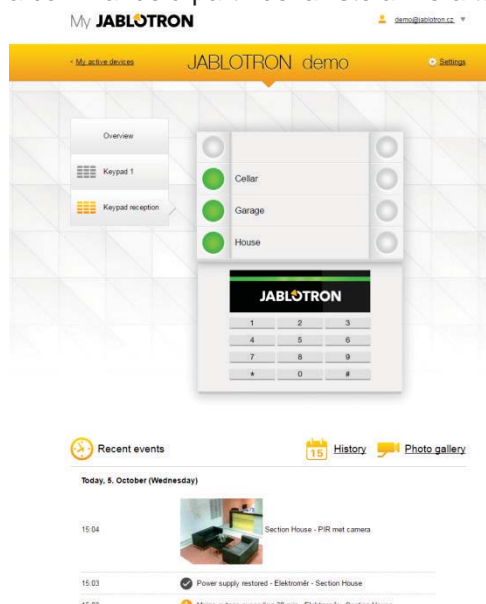 My JABLOTRON
demo@jablotron.cz
‹ My active devices
JABLOTRON demo
Settings
Overview
Keypad 1
Keypad reception
Cellar
Garage
House
JABLOTRON
1 2 3
4 5 6
7 8 9
* 0 #
Recent events
15
History
Photo gallery
Today, 5. October (Wednesday)
15:04
Section House - PIR met camera
15:03
Power supply restored - Elektroměr - Section House